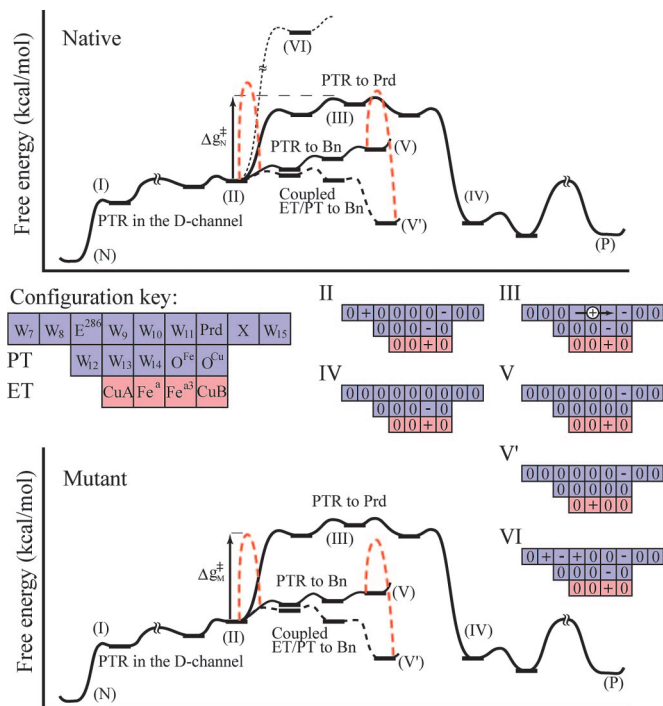 Native
(VI)
PTR to Prd
Δg‡N
(III)
PTR to Bn
(V)
(I)
(II)
Coupled
ET/PT to Bn
PTR in the D-channel
(V')
(IV)
(N)
(P)
Free energy (kcal/mol)
Configuration key:
W7 W8 E286 W9 W10 W11 Prd X W15
PT W12 W13 W14 OFe OCu
ET CuA Fea Fea3 CuB
II
0 + 0 0 0 0 - 0 0
0 0 0 - 0
0 0 + 0
III
0 0 0 + → - 0 0
0 0 0 - 0
0 0 + 0
IV
0 0 0 0 0 0 0 0 0
0 0 0 - 0
0 0 + 0
V
0 0 0 0 0 0 - 0 0
0 0 0 0 0
0 0 + 0
V'
0 0 0 0 0 0 - 0 0
0 0 0 0 0
0 + 0 0
VI
0 + - + 0 0 - 0 0
0 0 0 - 0
0 0 + 0
Mutant
PTR to Prd
Δg‡M
(III)
PTR to Bn
(V)
(I)
(II)
Coupled
ET/PT to Bn
PTR in the D-channel
(V')
(IV)
(N)
(P)
Free energy (kcal/mol)